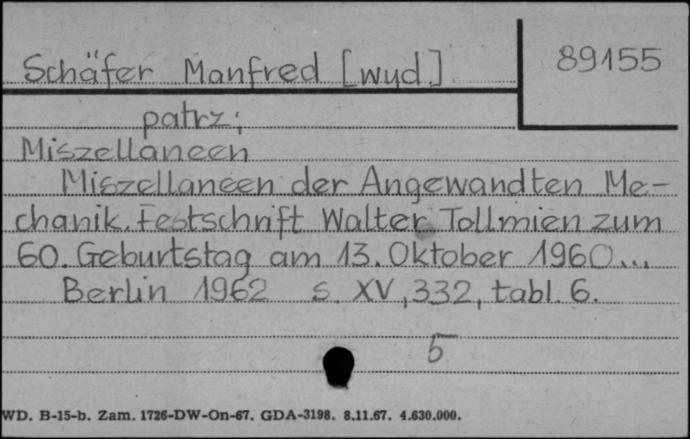 Schäfer Manfred [wyd.]
89155
patrz:
Miszellaneen
Miszellaneen der Angewandten Me-
chanik. Festschrift Walter Tollmien zum
60. Geburtstag am 13. Oktober 1960...
Berlin 1962 s. XV, 332, tabl. 6.
5
WD. B-15-b. Zam. 1726-DW-On-67. GDA-3198. 8.11.67. 4.630.000.